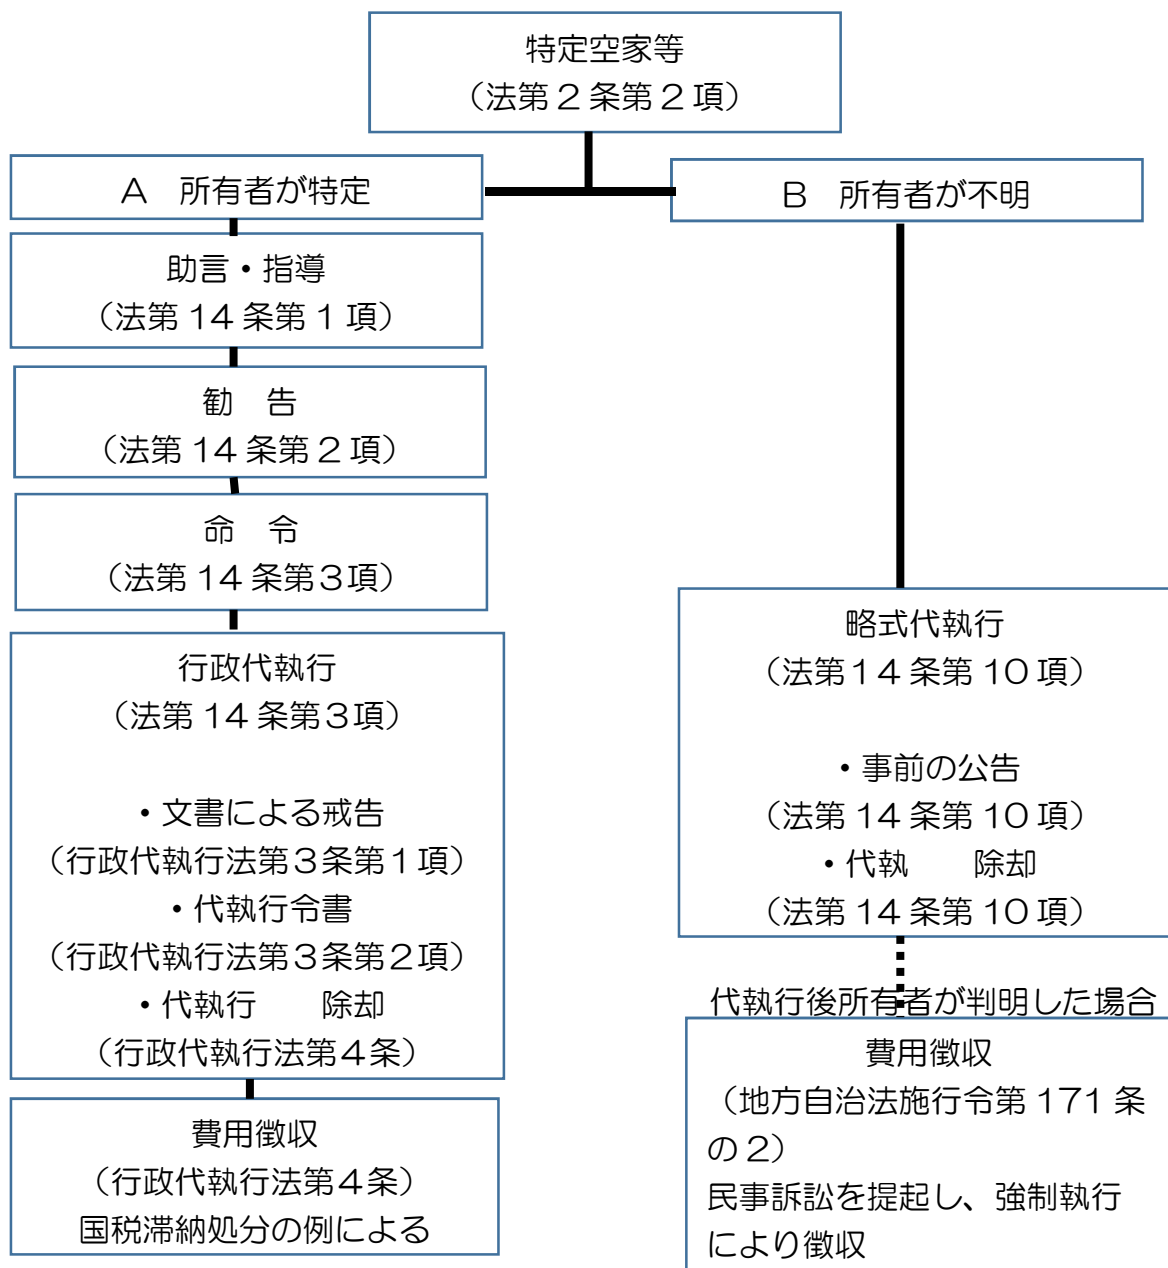 特定空家等
（法第２条第２項）
A　所有者が特定
助言・指導
（法第 14 条第 1 項）
勧　告
（法第 14 条第 2 項）
命　令
（法第 14 条第３項）
行政代執行
（法第 14 条第３項）
・文書による戒告
（行政代執行法第３条第１項）
・代執行令書
（行政代執行法第３条第２項）
・代執行　　除却
（行政代執行法第４条）
費用徴収
（行政代執行法第４条）
国税滞納処分の例による
B　所有者が不明
略式代執行
（法第１４条第 10 項）
・事前の公告
（法第 14 条第 10 項）
・代執　　除却
（法第 14 条第 10 項）
代執行後所有者が判明した場合
費用徴収
（地方自治法施行令第 171 条
の２）
民事訴訟を提起し、強制執行
により徴収